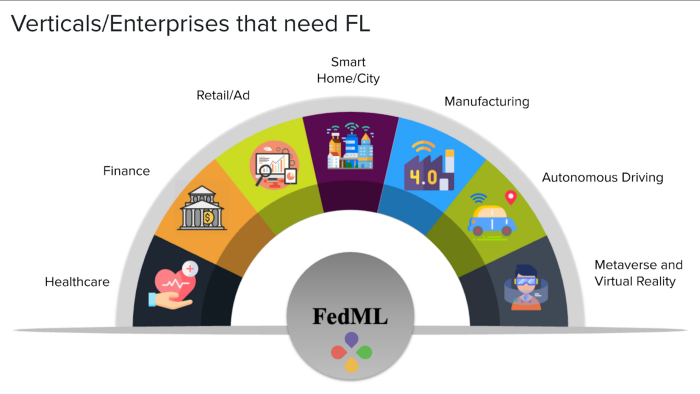 Verticals/Enterprises that need FL
Smart
Home/City
Retail/Ad
Manufacturing
Finance
Autonomous Driving
4.0
Healthcare
Metaverse and
Virtual Reality
FedML